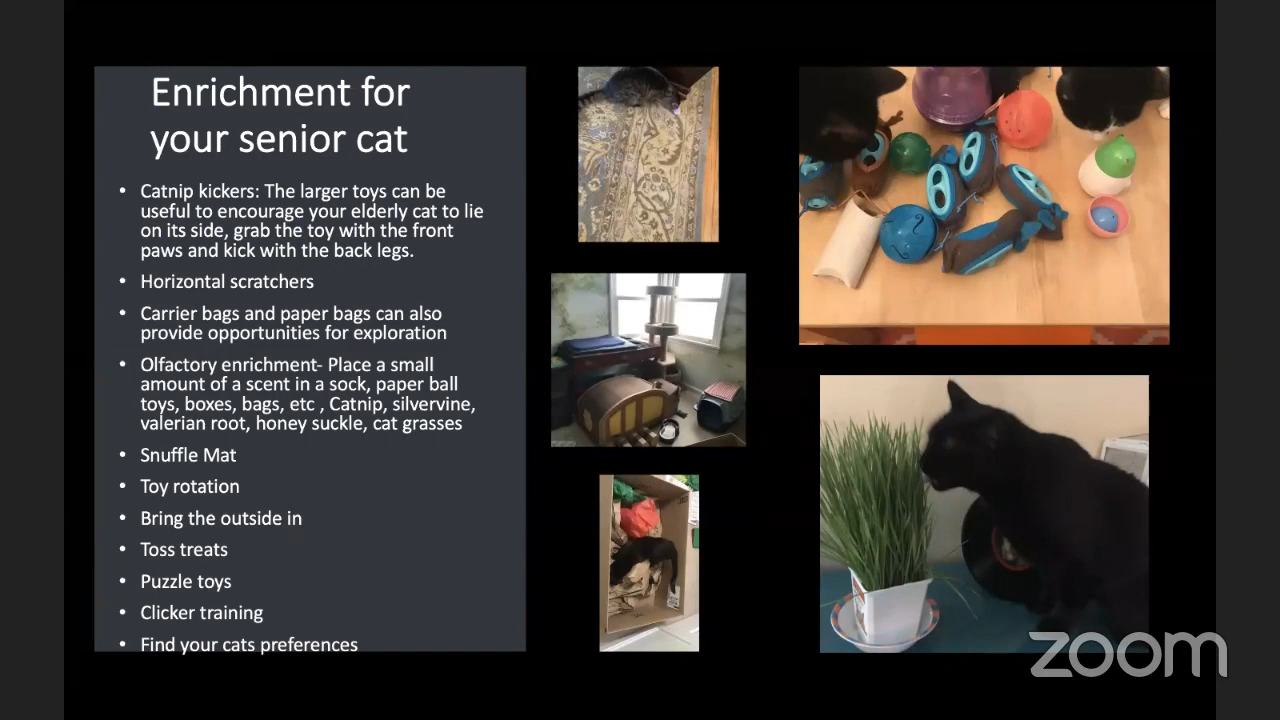 Enrichment for
your senior cat
• Catnip kickers: The larger toys can be
useful to encourage your elderly cat to lie
on its side, grab the toy with the front
paws and kick with the back legs.
• Horizontal scratchers
• Carrier bags and paper bags can also
provide opportunities for exploration
• Olfactory enrichment- Place a small
amount of a scent in a sock, paper ball
toys, boxes, bags, etc , Catnip, silvervine,
valerian root, honey suckle, cat grasses
• Snuffle Mat
• Toy rotation
• Bring the outside in
• Toss treats
• Puzzle toys
• Clicker training
• Find your cats preferences
zoom